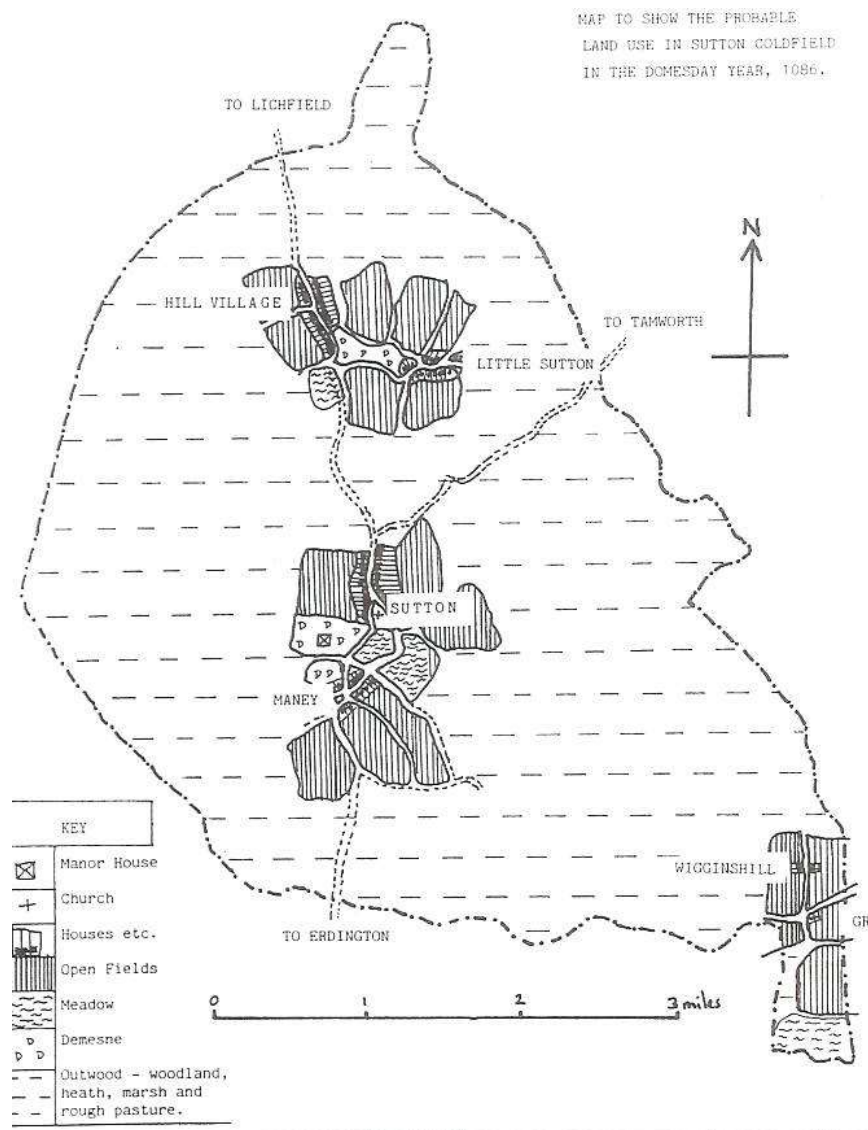 MAP TO SHOW THE PROBABLE
LAND USE IN SUTTON COLDFIELD
IN THE DOMESDAY YEAR, 1086.
TO LICHFIELD
N
HILL VILLAGE
TO TAMWORTH
LITTLE SUTTON
SUTTON
MANEY
KEY
Manor House
Church
Houses etc.
Open Fields
Meadow
D
D D
Demesne
Outwood - woodland,
heath, marsh and
rough pasture.
WIGGINSHILL
GR
TO ERDINGTON
0 1 2 3 miles